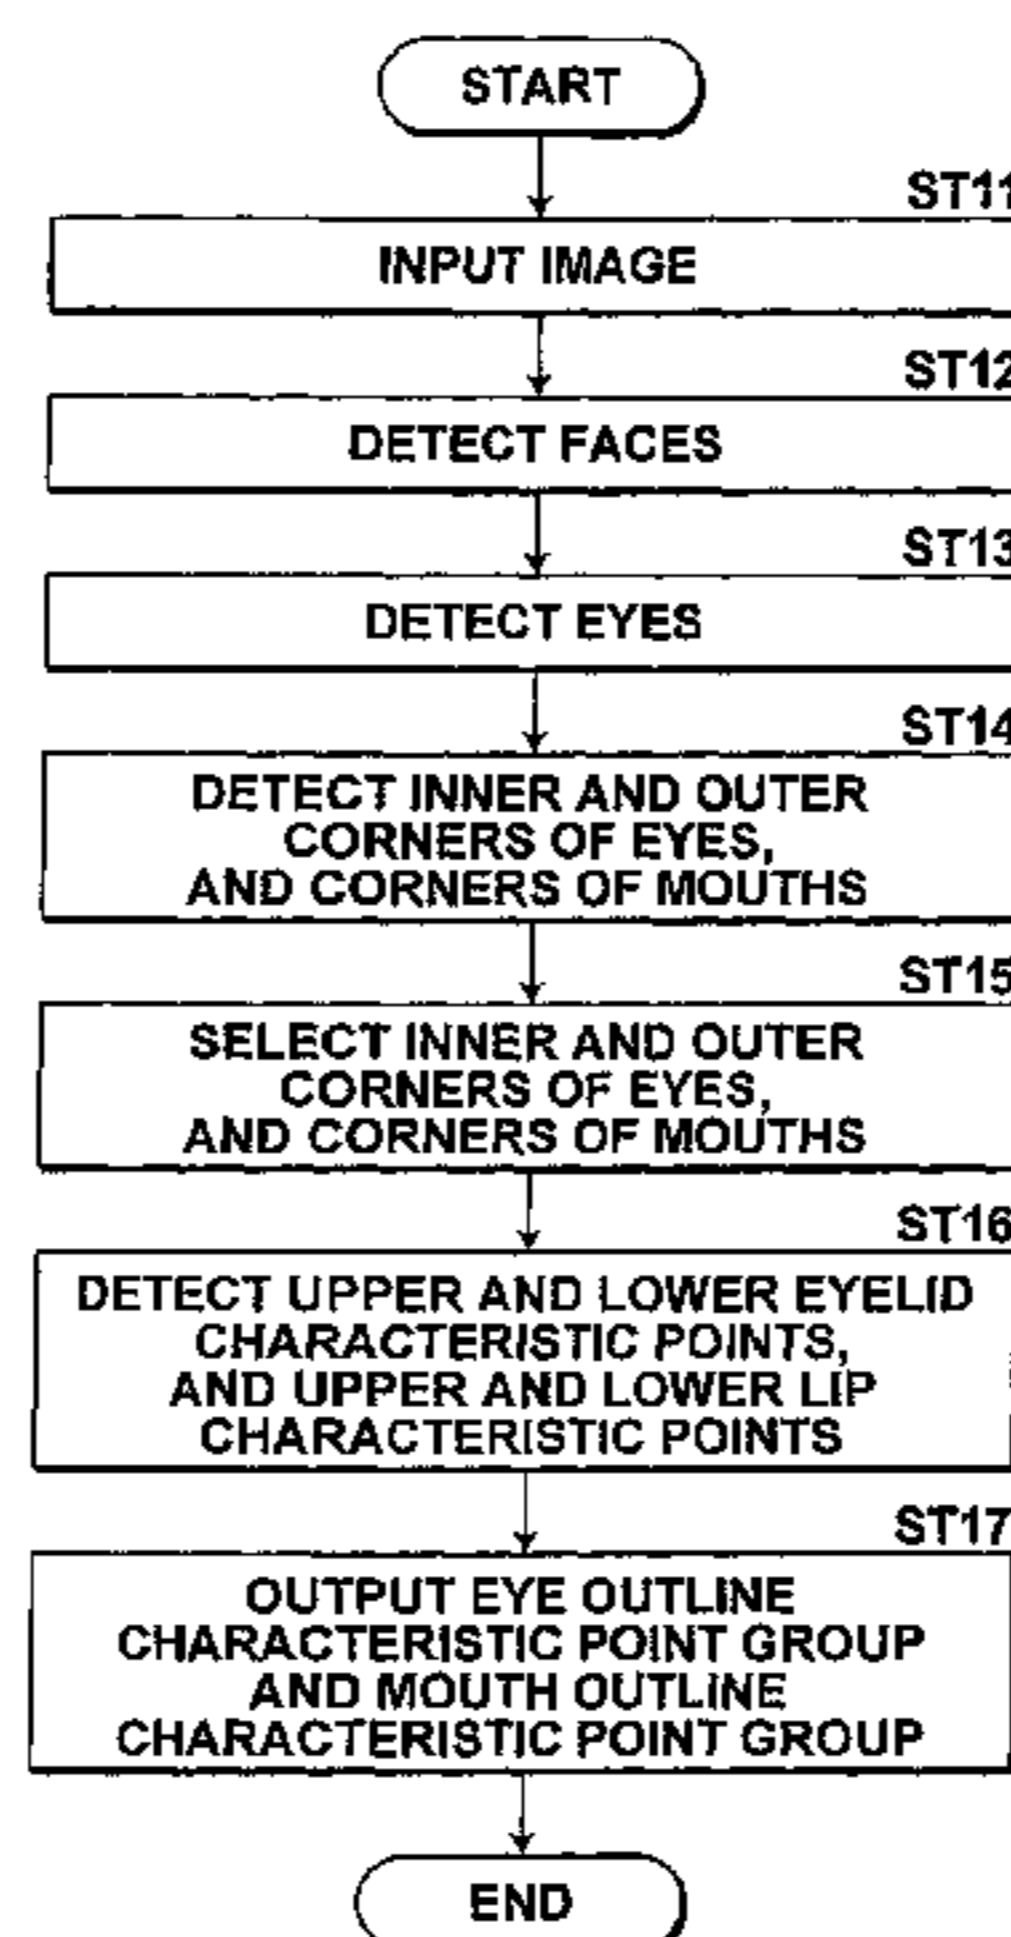 START
ST11
INPUT IMAGE
ST12
DETECT FACES
ST13
DETECT EYES
ST14
DETECT INNER AND OUTER
CORNERS OF EYES,
AND CORNERS OF MOUTHS
ST15
SELECT INNER AND OUTER
CORNERS OF EYES,
AND CORNERS OF MOUTHS
ST16
DETECT UPPER AND LOWER EYELID
CHARACTERISTIC POINTS,
AND UPPER AND LOWER LIP
CHARACTERISTIC POINTS
ST17
OUTPUT EYE OUTLINE
CHARACTERISTIC POINT GROUP
AND MOUTH OUTLINE
CHARACTERISTIC POINT GROUP
END